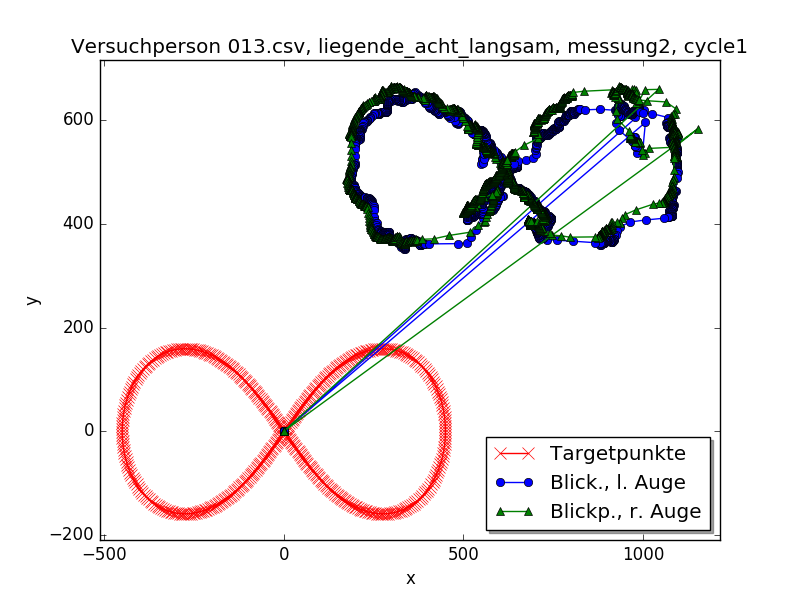 Versuchperson 013.csv, liegende_acht_langsam, messung2, cycle1
600
400
200
0
−200
y
−500
0
500
1000
x
Targetpunkte
Blick., l. Auge
Blickp., r. Auge